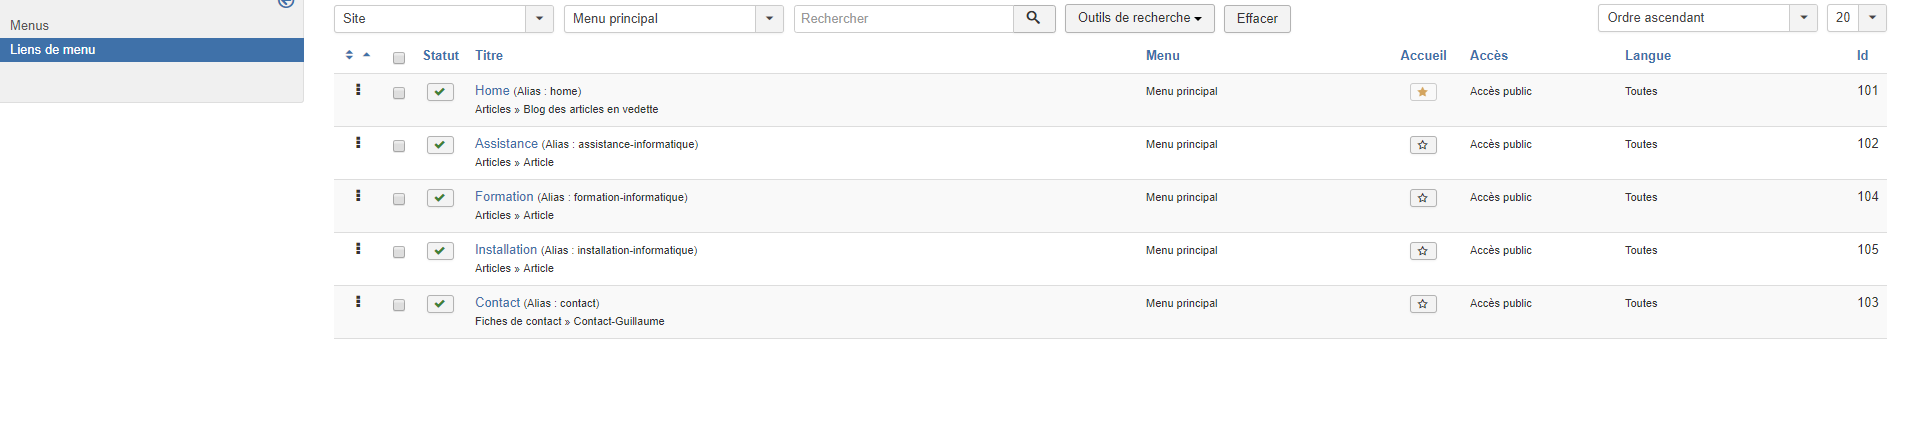 Menus
Liens de menu
Site Menu principal Rechercher Outils de recherche Effacer Ordre ascendant 20
Statut Titre Menu Accueil Accès Langue Id
Home (Alias : home) Menu principal Accès public Toutes 101
Articles » Blog des articles en vedette
Assistance (Alias : assistance-informatique) Menu principal Accès public Toutes 102
Articles » Article
Formation (Alias : formation-informatique) Menu principal Accès public Toutes 104
Articles » Article
Installation (Alias : installation-informatique) Menu principal Accès public Toutes 105
Articles » Article
Contact (Alias : contact) Menu principal Accès public Toutes 103
Fiches de contact » Contact-Guillaume